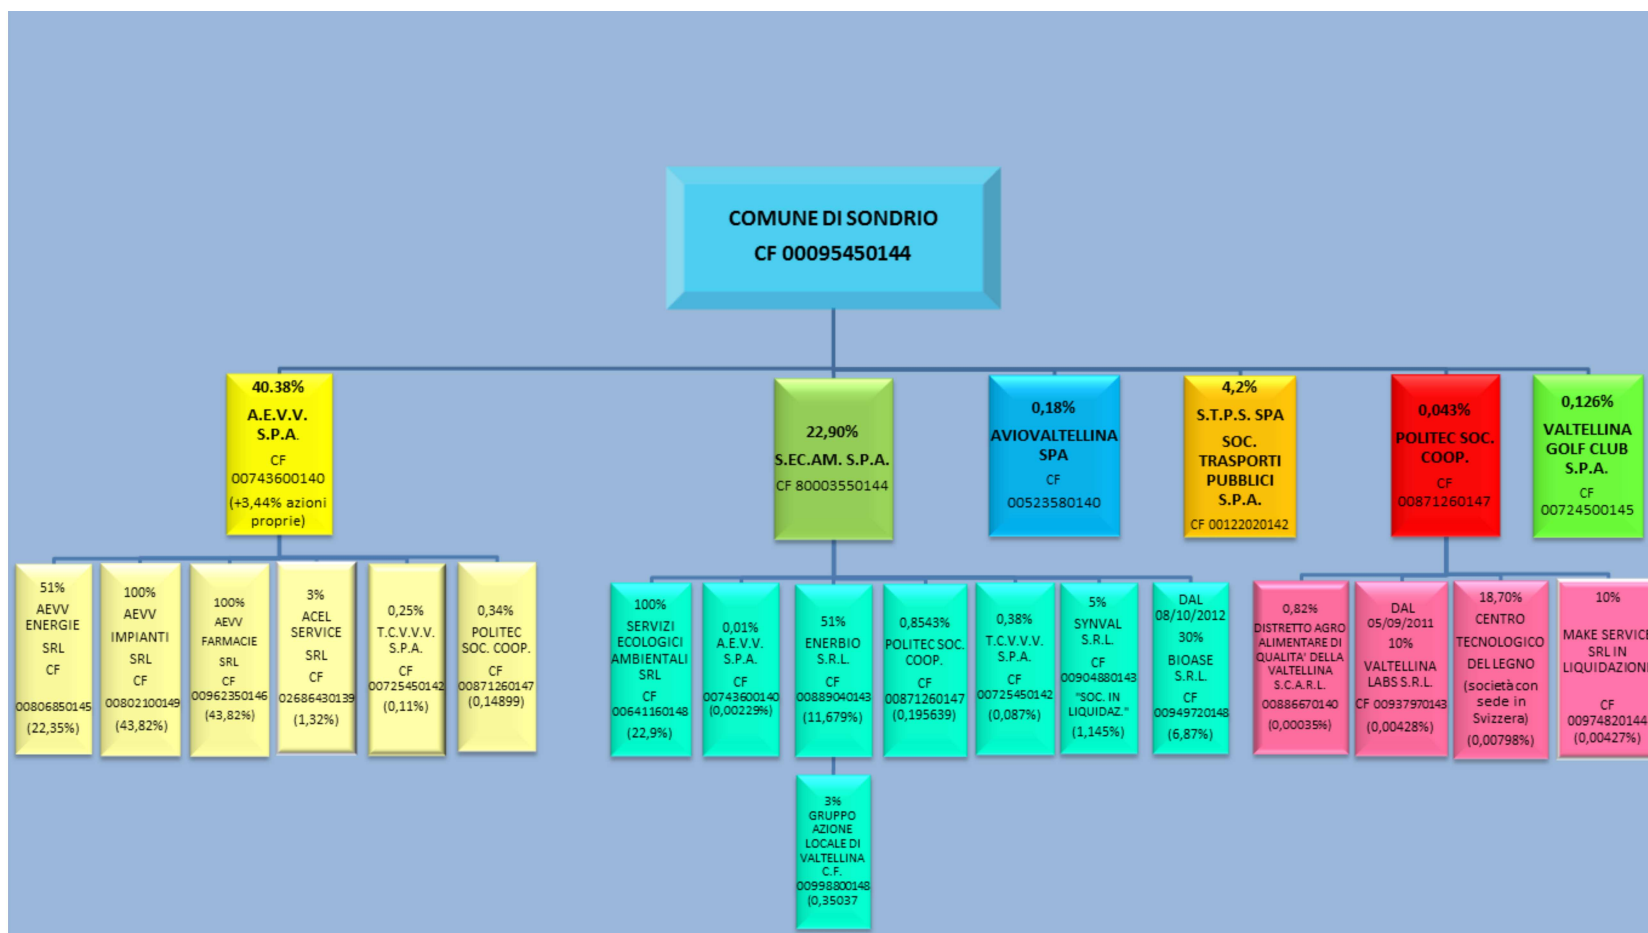 COMUNE DI SONDRIO
CF 00095450144
40.38%
A.E.V.V.
S.P.A.
CF
00743600140
(+3,44% azioni
proprie)
22,90%
S.EC.AM. S.P.A.
CF 80003550144
0,18%
AVIOVALTELLINA
SPA
CF
00523580140
4,2%
S.T.P.S. SPA
SOC.
TRASPORTI
PUBBLICI
S.P.A.
CF 00122020142
0,043%
POLITEC SOC.
COOP.
CF
00871260147
0,126%
VALTELLINA
GOLF CLUB
S.P.A.
CF
00724500145
51%
AEVV
ENERGIE
SRL
CF
00806850145
(22,35%)
100%
AEVV
IMPIANTI
SRL
CF
00802100149
(43,82%)
100%
AEVV
FARMACIE
SRL
CF
00962350146
(43,82%)
3%
ACEL
SERVICE
SRL
CF
02686430139
(1,32%)
0,25%
T.C.V.V.V.
S.P.A.
CF
00725450142
(0,11%)
0,34%
POLITEC
SOC. COOP.
CF
00871260147
(0,14899)
100%
SERVIZI
ECOLOGICI
AMBIENTALI
SRL
CF
00641160148
(22,9%)
0,01%
A.E.V.V.
S.P.A.
CF
00743600140
(0,00229%)
51%
ENERBIO
S.R.L.
CF
00889040143
(11,679%)
0,8543%
POLITEC SOC.
COOP.
CF
00871260147
(0,195639)
0,38%
T.C.V.V.V.
S.P.A.
CF
00725450142
(0,087%)
5%
SYNVAL
S.R.L.
CF
00904880143
"SOC. IN
LIQUIDAZ."
(1,145%)
DAL
08/10/2012
30%
BIOASE
S.R.L.
CF
00949720148
(6,87%)
0,82%
DISTRETTO AGRO
ALIMENTARE DI
QUALITA' DELLA
VALTELLINA
S.C.A.R.L.
00886670140
(0,00035%)
DAL
05/09/2011
10%
VALTELLINA
LABS S.R.L.
CF 00937970143
(0,00428%)
18,70%
CENTRO
TECNOLOGICO
DEL LEGNO
(società con
sede in
Svizzera)
(0,00798%)
10%
MAKE SERVICE
SRL IN
LIQUIDAZIONE
CF
00974820144
(0,00427%)
3%
GRUPPO
AZIONE
LOCALE DI
VALTELLINA
C.F.
00998800148
(0,35037